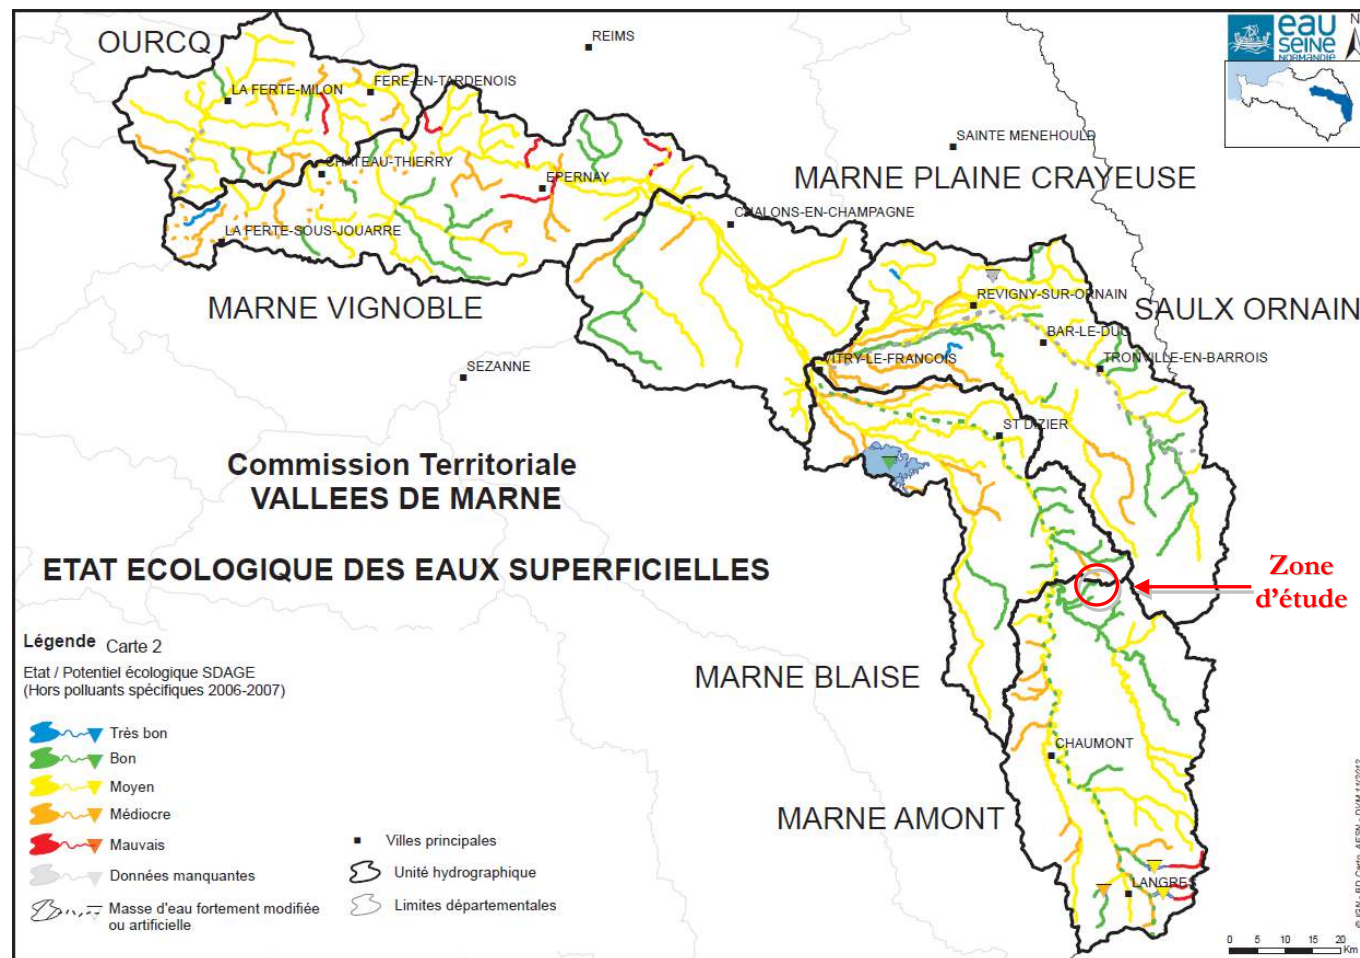 eau
SEINE
NORMANDIE
N
OURCQ
REIMS
LA FERTE-MILON
FERE-EN-TARDENOIS
SAINTE MENEHOULD
CHATEAU-THIERRY
EPERNAY
MARNE PLAINE CRAYEUSE
CHALONS-EN-CHAMPAGNE
LA FERTE-SOUS-JOUARRE
MARNE VIGNOBLE
REVIGNY-SUR-ORNAIN
SAULX ORNAIN
BAR-LE-DUC
VITRY-LE-FRANCOIS
TRONVILLE-EN-BARROIS
SEZANNE
ST DIZIER
Commission Territoriale
VALLEES DE MARNE
ETAT ECOLOGIQUE DES EAUX SUPERFICIELLES
Zone
d'étude
MARNE BLAISE
CHAUMONT
MARNE AMONT
LANGRES
Légende Carte 2
Etat / Potentiel écologique SDAGE
(Hors polluants spécifiques 2006-2007)
Très bon
Bon
Moyen
Médiocre
Mauvais
Données manquantes
Masse d'eau fortement modifiée
ou artificielle
Villes principales
Unité hydrographique
Limites départementales
0 5 10 15 20
Km